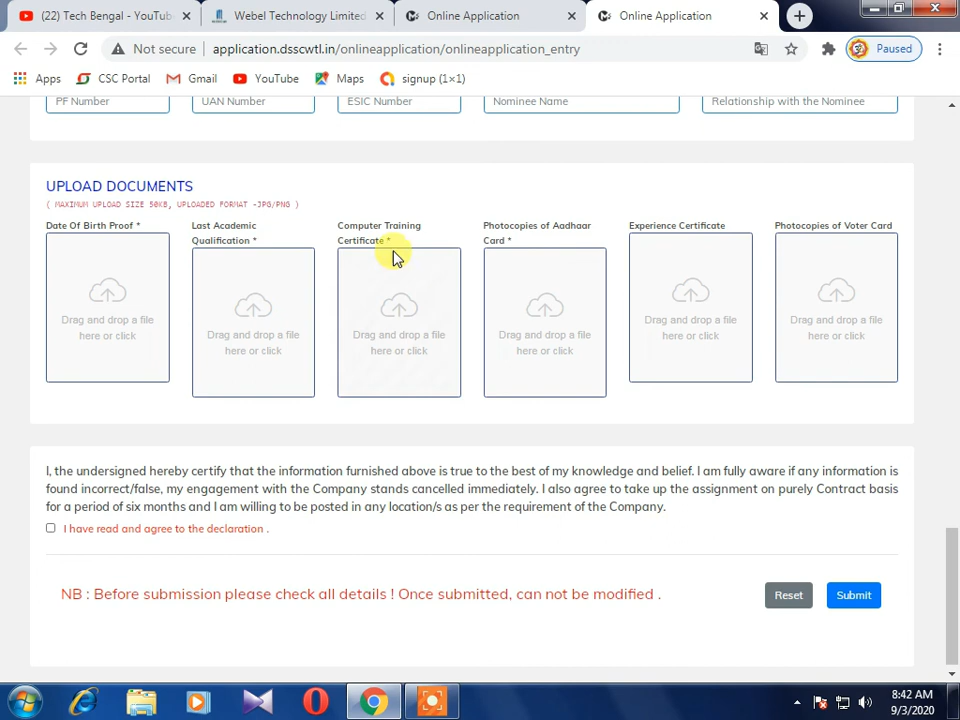 (22) Tech Bengal - YouTub
Webel Technology Limited
Online Application
Online Application
Not secure
application.dsscwtl.in/onlineapplication/onlineapplication_entry
Paused
Apps
CSC Portal
Gmail
YouTube
Maps
signup (1×1)
PF Number
UAN Number
ESIC Number
Nominee Name
Relationship with the Nominee
UPLOAD DOCUMENTS
( MAXIMUM UPLOAD SIZE 50KB, UPLOADED FORMAT -JPG/PNG )
Date Of Birth Proof *
Drag and drop a file
here or click
Last Academic
Qualification *
Drag and drop a file
here or click
Computer Training
Certificate *
Drag and drop a file
here or click
Photocopies of Aadhaar
Card *
Drag and drop a file
here or click
Experience Certificate
Drag and drop a file
here or click
Photocopies of Voter Card
Drag and drop a file
here or click
I, the undersigned hereby certify that the information furnished above is true to the best of my knowledge and belief. I am fully aware if any information is
found incorrect/false, my engagement with the Company stands cancelled immediately. I also agree to take up the assignment on purely Contract basis
for a period of six months and I am willing to be posted in any location/s as per the requirement of the Company.
I have read and agree to the declaration .
NB : Before submission please check all details ! Once submitted, can not be modified .
Reset
Submit
8:42 AM
9/3/2020